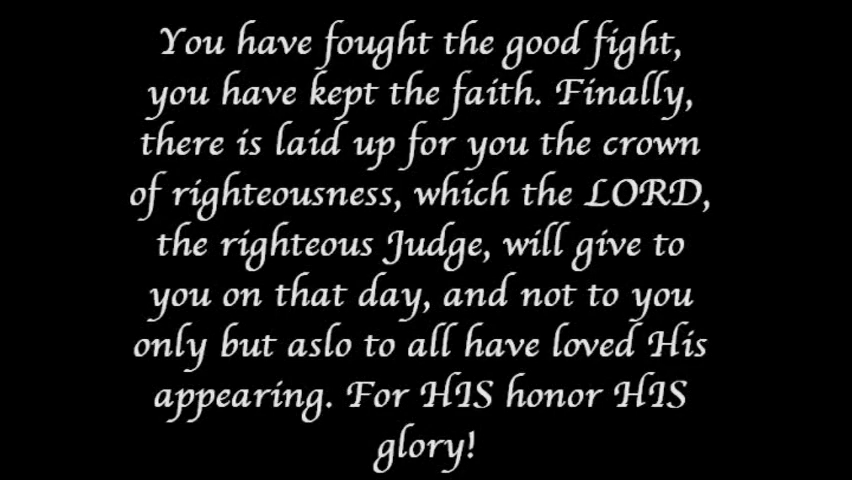 You have fought the good fight,
you have kept the faith. Finally,
there is laid up for you the crown
of righteousness, which the LORD,
the righteous Judge, will give to
you on that day, and not to you
only but aslo to all have loved His
appearing. For HIS honor HIS
glory!